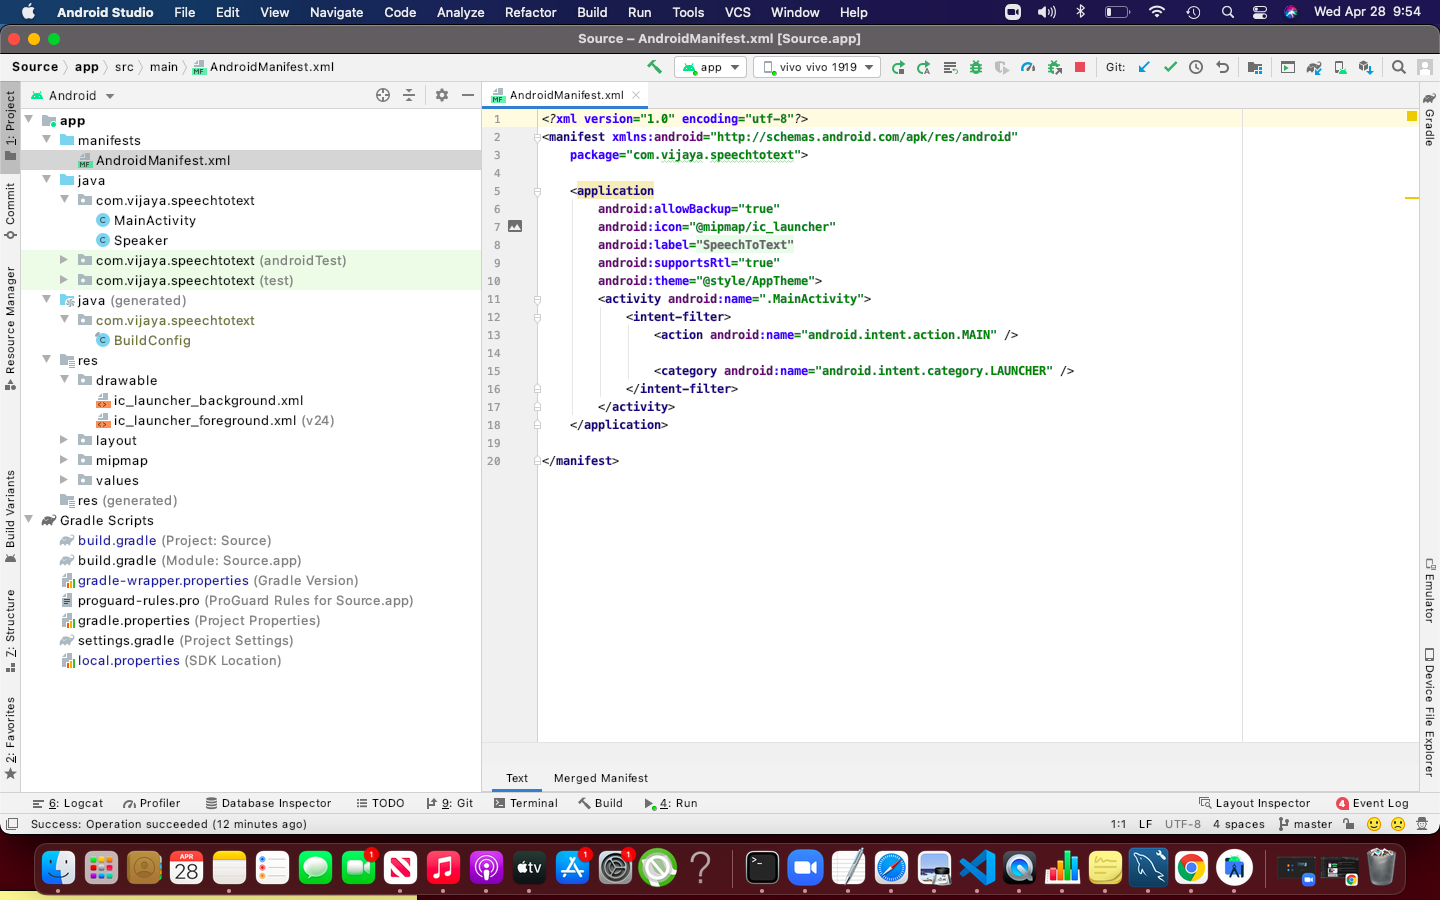 Android Studio File Edit View Navigate Code Analyze Refactor Build Run Tools VCS Window Help Wed Apr 28 9:54
Source – AndroidManifest.xml [Source.app]
Source app src main AndroidManifest.xml app vivo vivo 1919 Git:
1: Project
Commit
Resource Manager
Build Variants
7: Structure
2: Favorites
Android
app
manifests
AndroidManifest.xml
java
com.vijaya.speechtotext
MainActivity
Speaker
com.vijaya.speechtotext (androidTest)
com.vijaya.speechtotext (test)
java (generated)
com.vijaya.speechtotext
BuildConfig
res
drawable
ic_launcher_background.xml
ic_launcher_foreground.xml (v24)
layout
mipmap
values
res (generated)
Gradle Scripts
build.gradle (Project: Source)
build.gradle (Module: Source.app)
gradle-wrapper.properties (Gradle Version)
proguard-rules.pro (ProGuard Rules for Source.app)
gradle.properties (Project Properties)
settings.gradle (Project Settings)
local.properties (SDK Location)
AndroidManifest.xml
1 <?xml version="1.0" encoding="utf-8"?>
2 <manifest xmlns:android="http://schemas.android.com/apk/res/android"
3 package="com.vijaya.speechtotext">
4
5 <application
6 android:allowBackup="true"
7 android:icon="@mipmap/ic_launcher"
8 android:label="SpeechToText"
9 android:supportsRtl="true"
10 android:theme="@style/AppTheme">
11 <activity android:name=".MainActivity">
12 <intent-filter>
13 <action android:name="android.intent.action.MAIN" />
14
15 <category android:name="android.intent.category.LAUNCHER" />
16 </intent-filter>
17 </activity>
18 </application>
19
20 </manifest>
Gradle
Emulator
Device File Explorer
Text Merged Manifest
6: Logcat Profiler Database Inspector TODO 9: Git Terminal Build 4: Run Layout Inspector 4 Event Log
Success: Operation succeeded (12 minutes ago) 1:1 LF UTF-8 4 spaces master
APR
28
1
tv
1
1